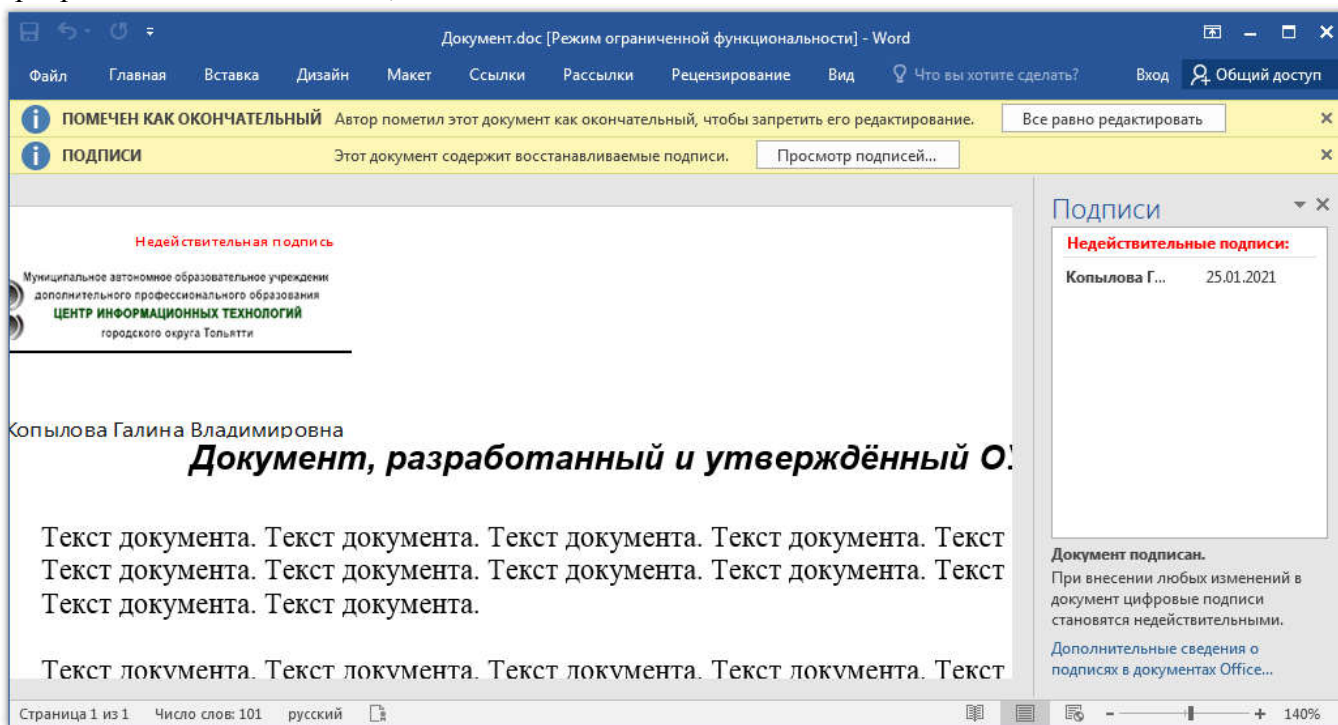 Документ.doc [Режим ограниченной функциональности] - Word
Файл Главная Вставка Дизайн Макет Ссылки Рассылки Рецензирование Вид Что вы хотите сделать? Вход Общий доступ
ПОМЕЧЕН КАК ОКОНЧАТЕЛЬНЫЙ Автор пометил этот документ как окончательный, чтобы запретить его редактирование. Все равно редактировать
ПОДПИСИ Этот документ содержит восстанавливаемые подписи. Просмотр подписей...
Недействительная подпись
Муниципальное автономное образовательное учреждение
дополнительного профессионального образования
ЦЕНТР ИНФОРМАЦИОННЫХ ТЕХНОЛОГИЙ
городского округа Тольятти
Копылова Галина Владимировна
Документ, разработанный и утверждённый ОУ
Текст документа. Текст документа. Текст документа. Текст документа. Текст
Текст документа. Текст документа. Текст документа. Текст документа. Текст
Текст документа. Текст документа.
Текст документа. Текст документа. Текст документа. Текст документа. Текст
Подписи
Недействительные подписи:
Копылова Г... 25.01.2021
Документ подписан.
При внесении любых изменений в
документ цифровые подписи
становятся недействительными.
Дополнительные сведения о
подписях в документах Office...
Страница 1 из 1 Число слов: 101 русский 140%